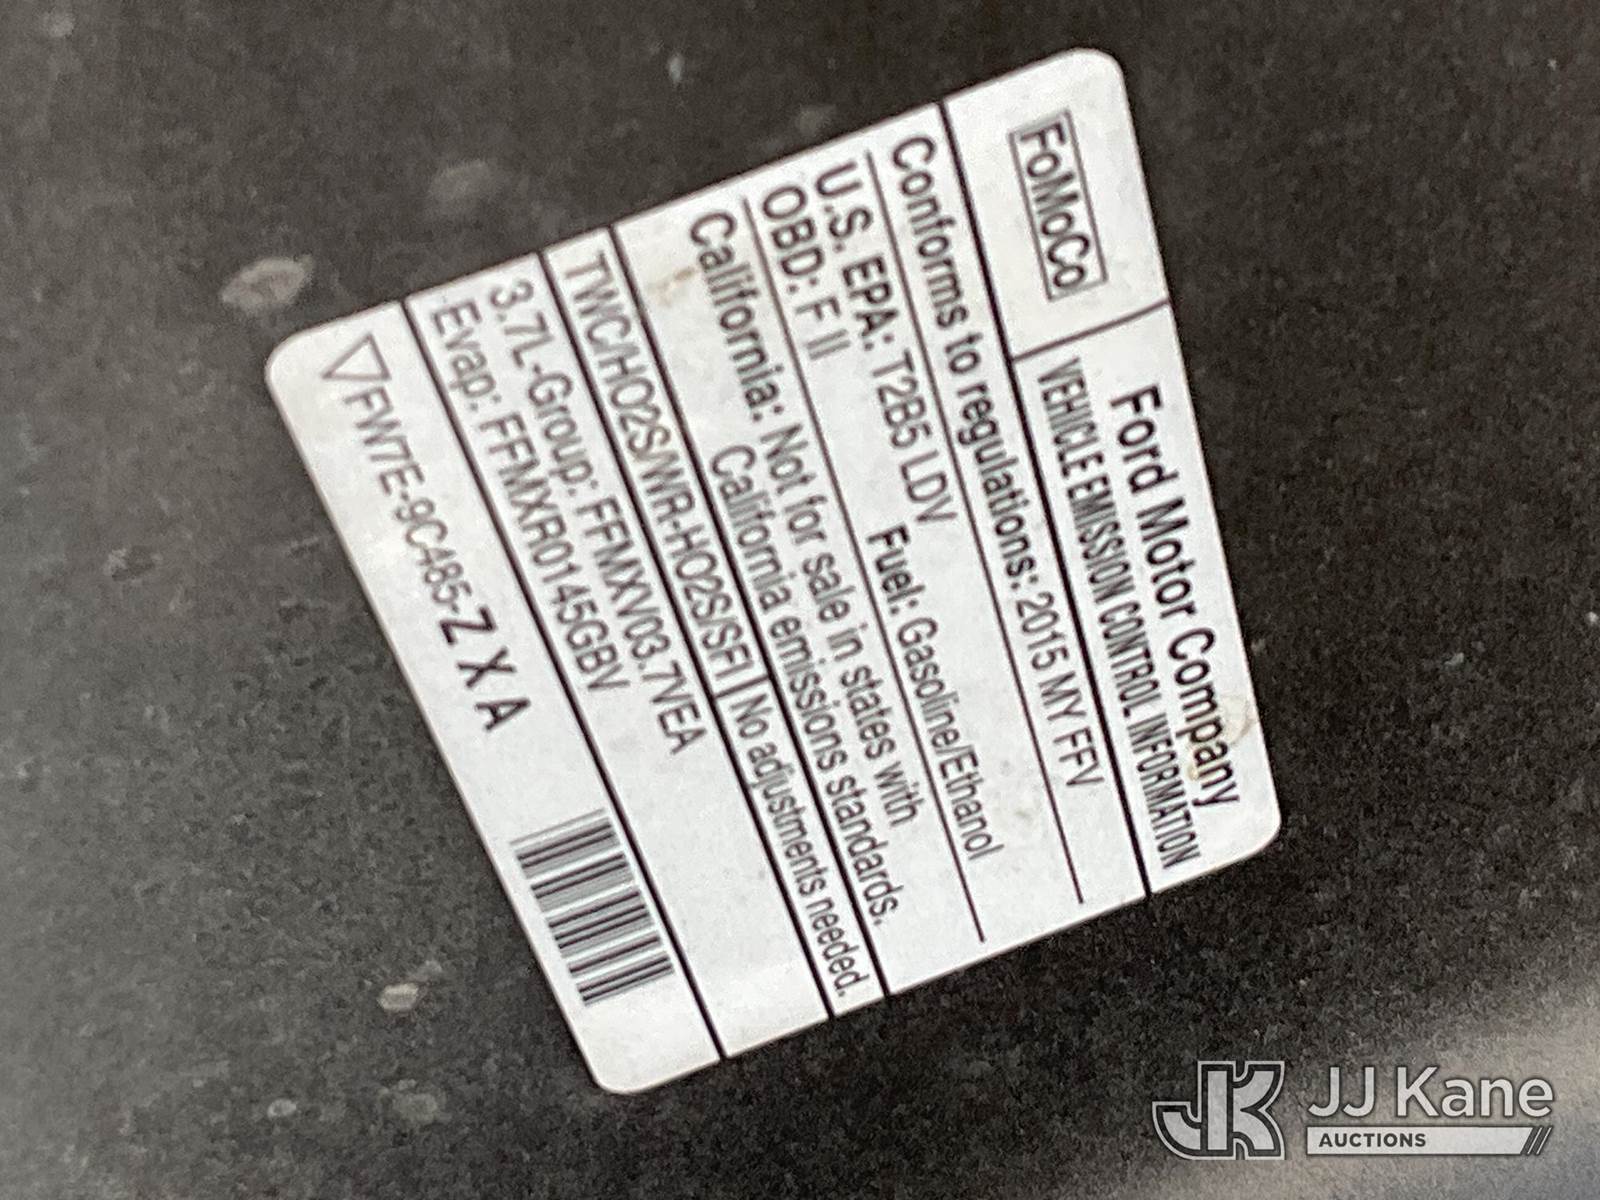 FoMoCo
Ford Motor Company
VEHICLE EMISSION CONTROL INFORMATION
Conforms to regulations: 2015 MY FFV
U.S. EPA: T2B5 LDV Fuel: Gasoline/Ethanol
OBD: F II
California: Not for sale in states with
California emissions standards.
TWC/HO2S/WR-HO2S/SFI No adjustments needed.
3.7L-Group: FFMXV03.7VEA
Evap: FFMXR0145GBV
FW7E-9C485-Z X A
JK
JJ Kane
AUCTIONS